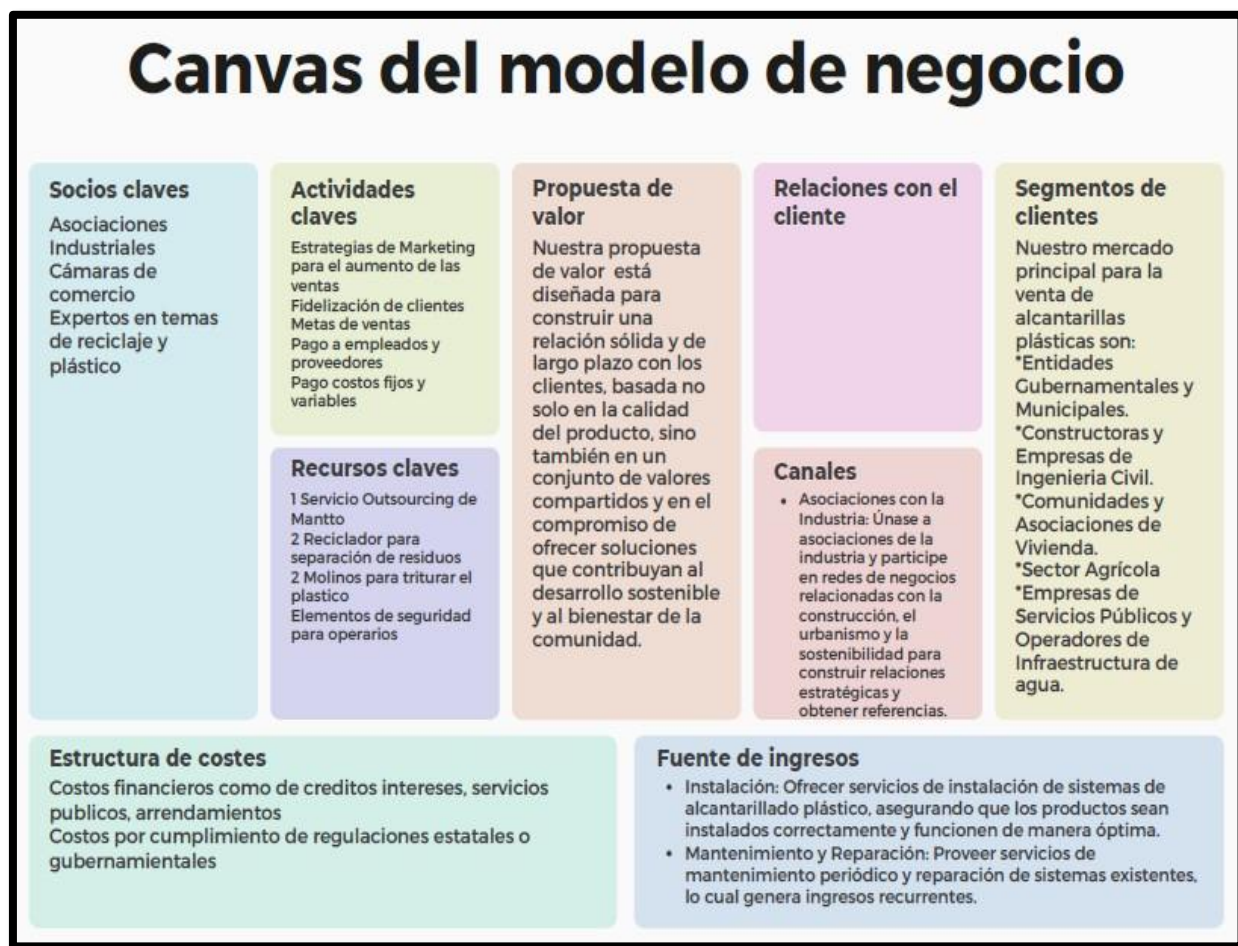 Canvas del modelo de negocio
Socios claves
Asociaciones
Industriales
Cámaras de
comercio
Expertos en temas
de reciclaje y
plástico
Actividades
claves
Estrategias de Marketing
para el aumento de las
ventas
Fidelización de clientes
Metas de ventas
Pago a empleados y
proveedores
Pago costos fijos y
variables
Recursos claves
1 Servicio Outsourcing de
Mantto
2 Reciclador para
separación de residuos
2 Molinos para triturar el
plastico
Elementos de seguridad
para operarios
Propuesta de
valor
Nuestra propuesta
de valor está
diseñada para
construir una
relación sólida y de
largo plazo con los
clientes, basada no
solo en la calidad
del producto, sino
también en un
conjunto de valores
compartidos y en el
compromiso de
ofrecer soluciones
que contribuyan al
desarrollo sostenible
y al bienestar de la
comunidad.
Relaciones con el
cliente
Canales
• Asociaciones con la
Industria: Únase a
asociaciones de la
industria y participe
en redes de negocios
relacionadas con la
construcción, el
urbanismo y la
sostenibilidad para
construir relaciones
estratégicas y
obtener referencias.
Segmentos de
clientes
Nuestro mercado
principal para la
venta de
alcantarillas
plásticas son:
*Entidades
Gubernamentales y
Municipales.
*Constructoras y
Empresas de
Ingenieria Civil.
*Comunidades y
Asociaciones de
Vivienda.
*Sector Agrícola
*Empresas de
Servicios Públicos y
Operadores de
Infraestructura de
agua.
Estructura de costes
Costos financieros como de creditos intereses, servicios
publicos, arrendamientos
Costos por cumplimiento de regulaciones estatales o
gubernamientales
Fuente de ingresos
• Instalación: Ofrecer servicios de instalación de sistemas de
alcantarillado plástico, asegurando que los productos sean
instalados correctamente y funcionen de manera óptima.
• Mantenimiento y Reparación: Proveer servicios de
mantenimiento periódico y reparación de sistemas existentes,
lo cual genera ingresos recurrentes.